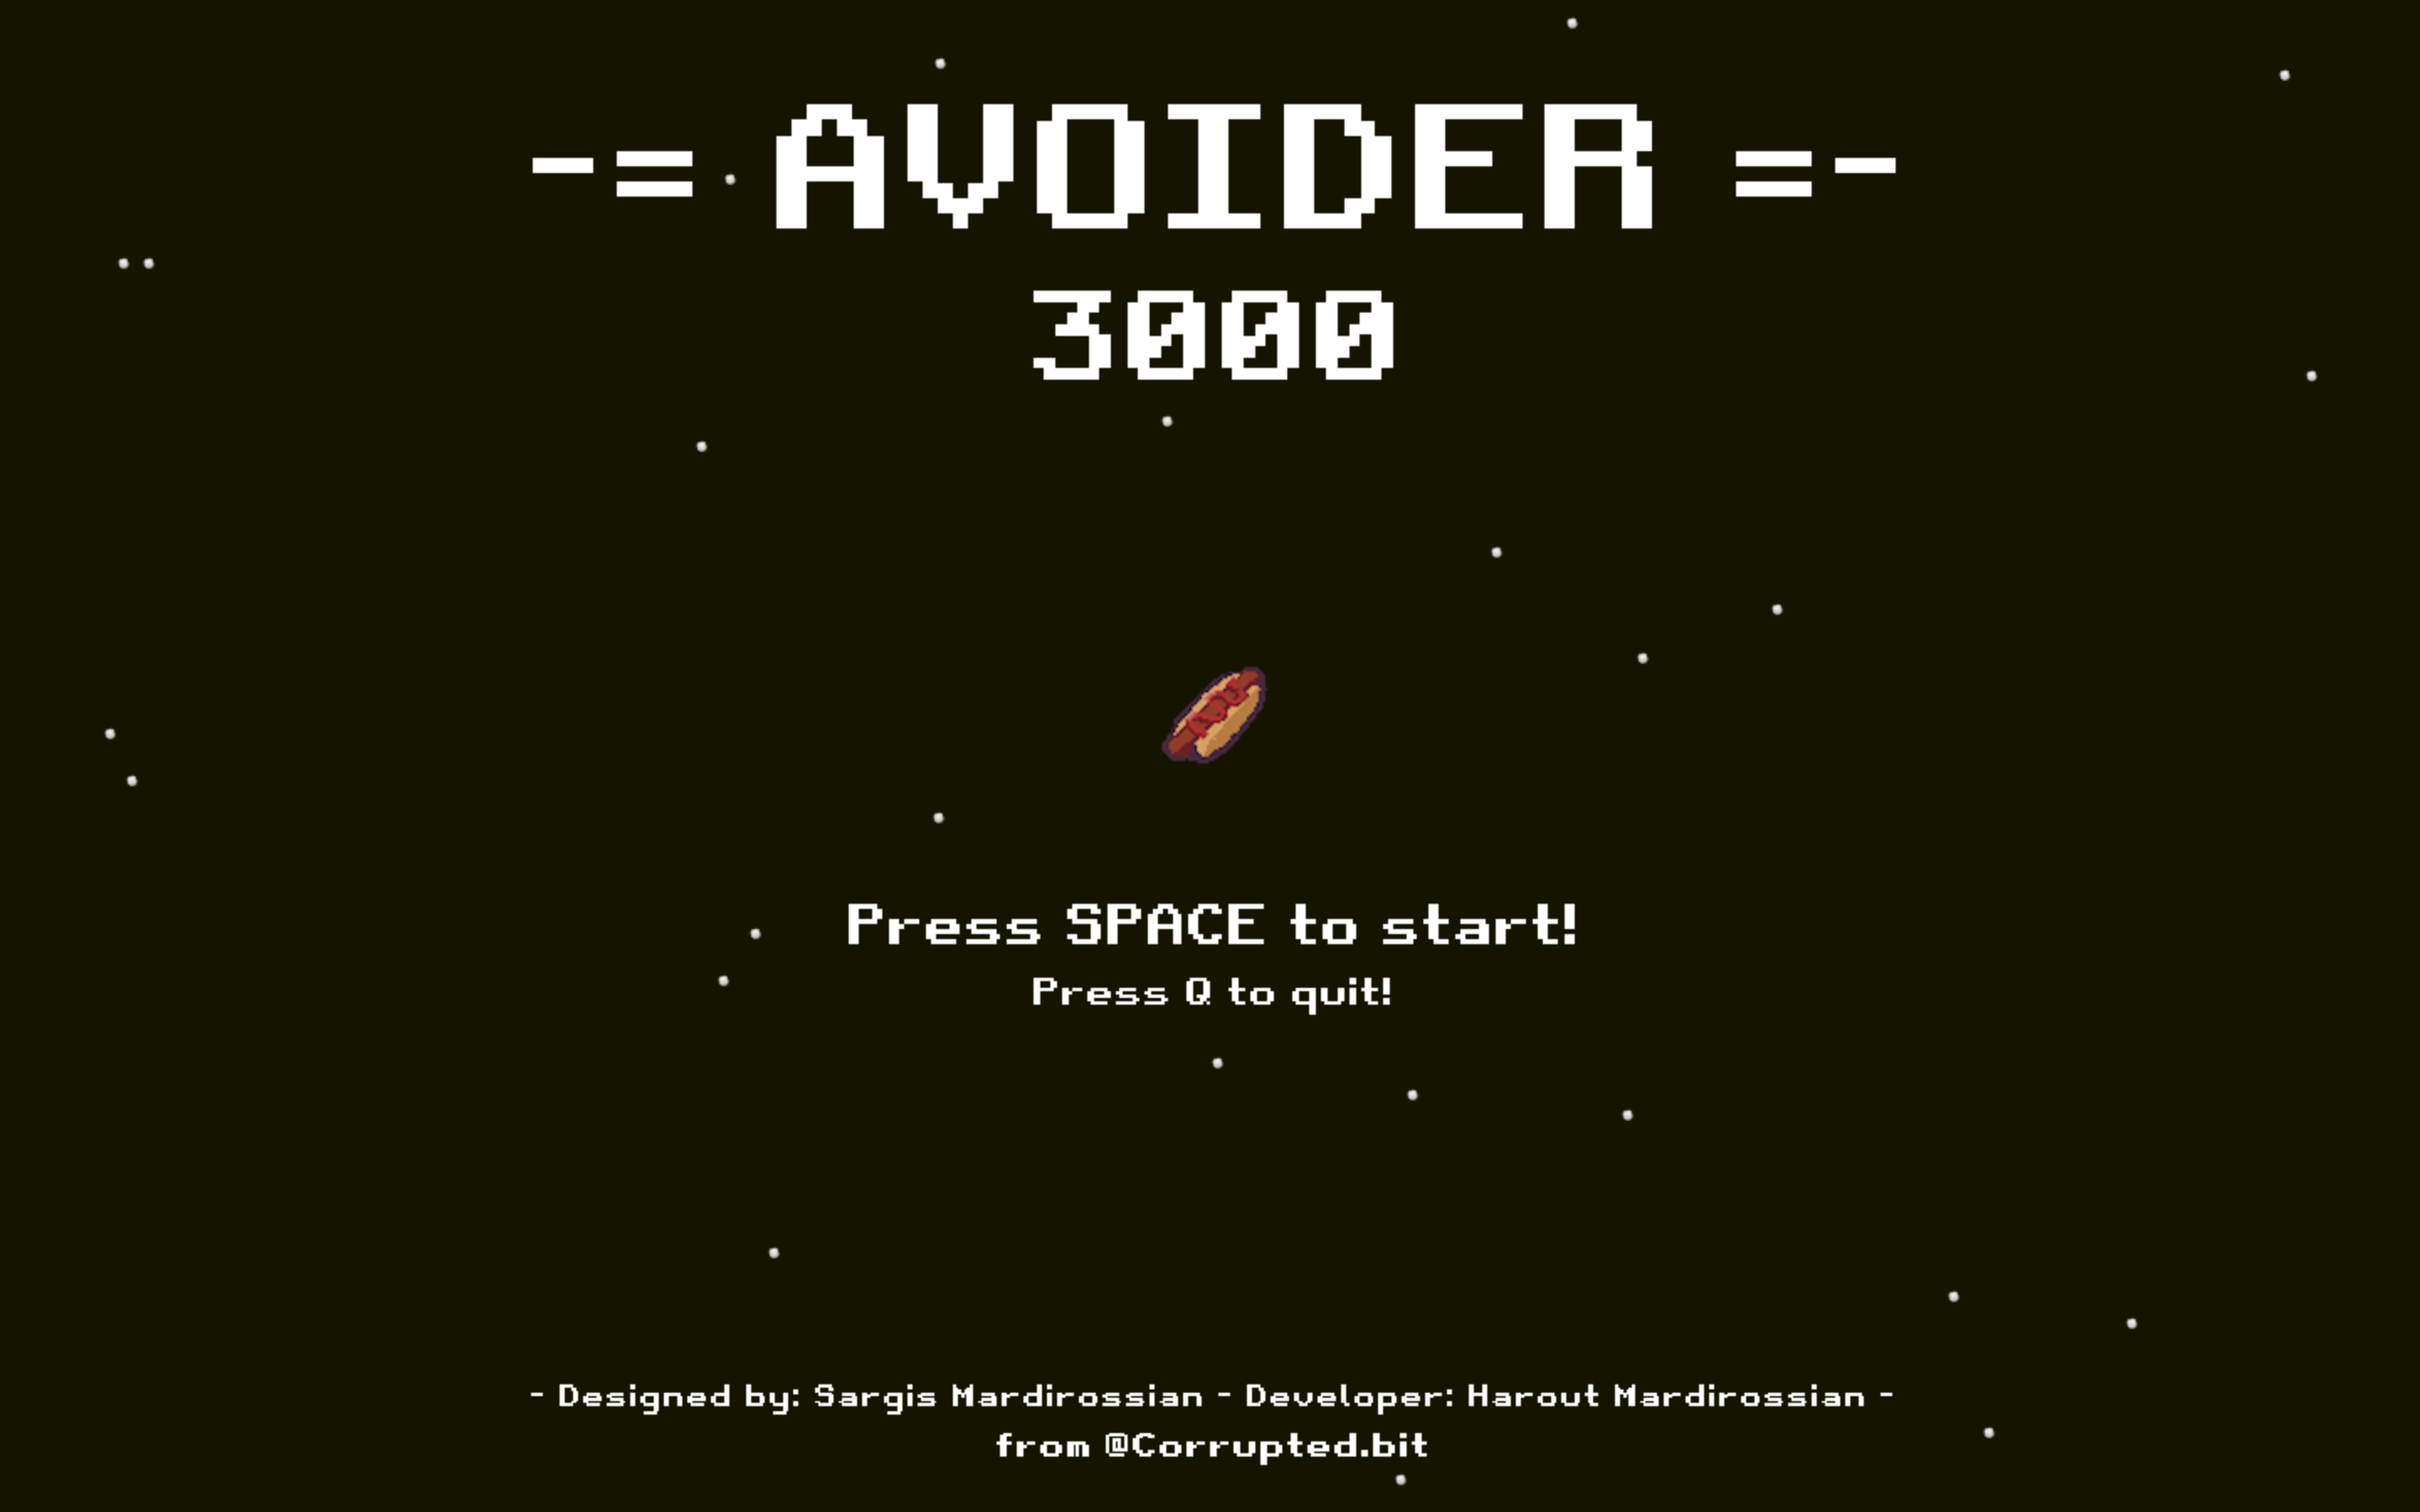 -= AVOIDER =-
3000
Press SPACE to start!
Press Q to quit!
- Designed by: Sargis Mardirossian - Developer: Harout Mardirossian -
from @Corrupted.bit